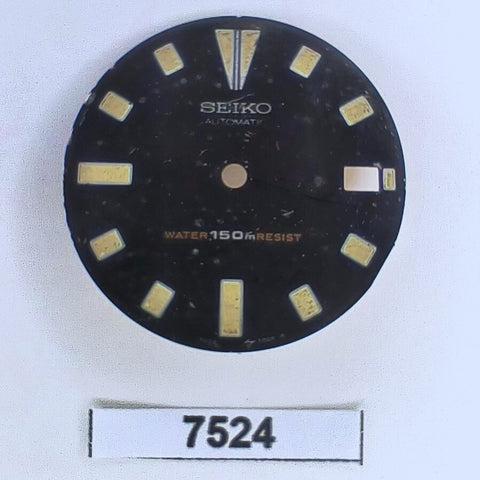 SEIKO
AUTOMATIC
WATER 150m RESIST
7524